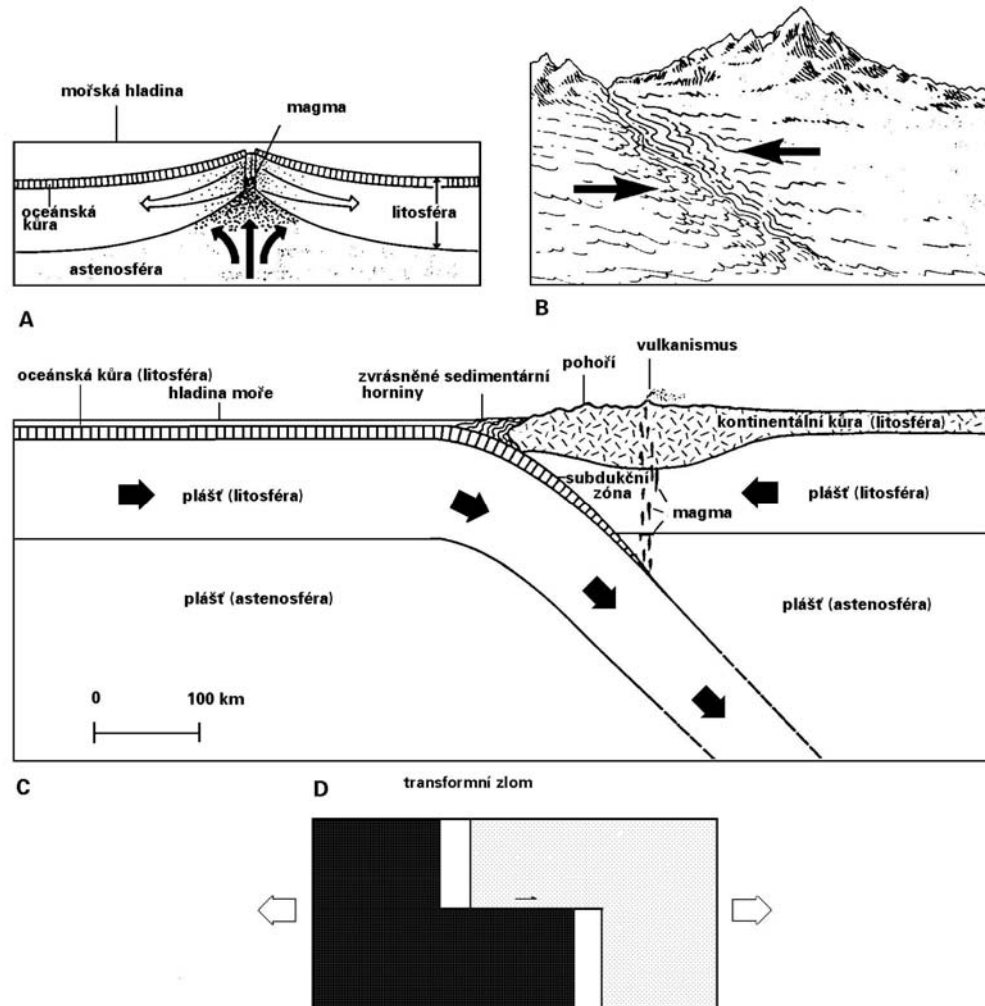 mořská hladina
magma
oceánská
kůra
litosféra
astenosféra
A
B
vulkanismus
pohoří
oceánská kůra (litosféra)
hladina moře
zvrásněné sedimentární
horniny
kontinentální kůra (litosféra)
subdukční
zóna
plášť (litosféra)
plášť (litosféra)
magma
plášť (astenosféra)
plášť (astenosféra)
0
100 km
C
D
transformní zlom